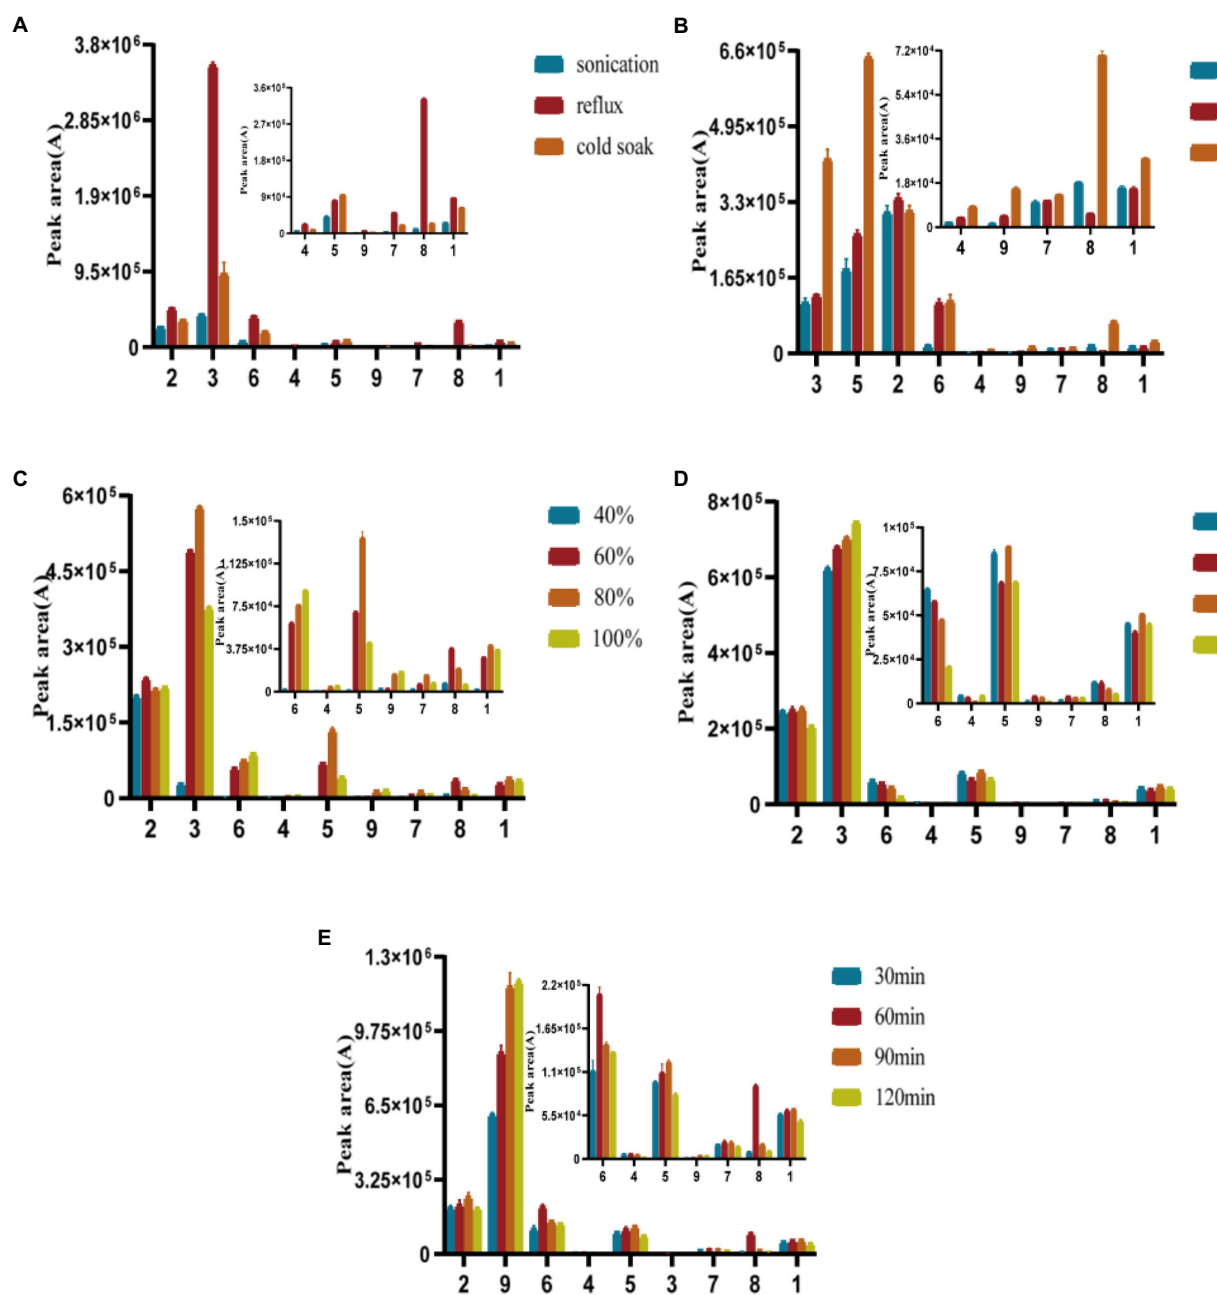 A
3.8×10⁶
2.85×10⁶
1.9×10⁶
9.5×10⁵
0
Peak area(A)
2 3 6 4 5 9 7 8 1
3.6×10⁵
2.7×10⁵
1.8×10⁵
9×10⁴
0
Peak area(A)
4 5 9 7 8 1
sonication
reflux
cold soak
B
6.6×10⁵
4.95×10⁵
3.3×10⁵
1.65×10⁵
0
Peak area(A)
3 5 2 6 4 9 7 8 1
7.2×10⁴
5.4×10⁴
3.6×10⁴
1.8×10⁴
0
Peak area(A)
4 9 7 8 1
C
6×10⁵
4.5×10⁵
3×10⁵
1.5×10⁵
0
Peak area(A)
2 3 6 4 5 9 7 8 1
1.5×10⁵
1.125×10⁵
7.5×10⁴
3.75×10⁴
0
Peak area(A)
6 4 5 9 7 8 1
40%
60%
80%
100%
D
8×10⁵
6×10⁵
4×10⁵
2×10⁵
0
Peak area(A)
2 3 6 4 5 9 7 8 1
1×10⁵
7.5×10⁴
5×10⁴
2.5×10⁴
0
Peak area(A)
6 4 5 9 7 8 1
E
1.3×10⁶
9.75×10⁵
6.5×10⁵
3.25×10⁵
0
Peak area(A)
2 9 6 4 5 3 7 8 1
2.2×10⁵
1.65×10⁵
1.1×10⁵
5.5×10⁴
0
Peak area(A)
6 4 5 9 7 8 1
30min
60min
90min
120min